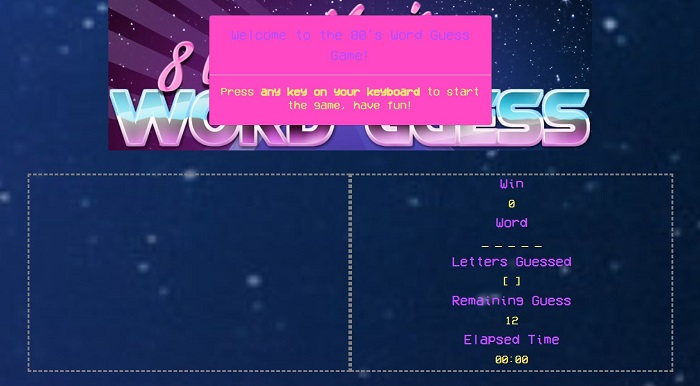 Welcome to the 80's Word Guess
Game!
Press any key on your keyboard to start
the game. have fun!
WORD GUESS
Win
0
Word
_ _ _ _ _
Letters Guessed
[ ]
Remaining Guess
12
Elapsed Time
00:00